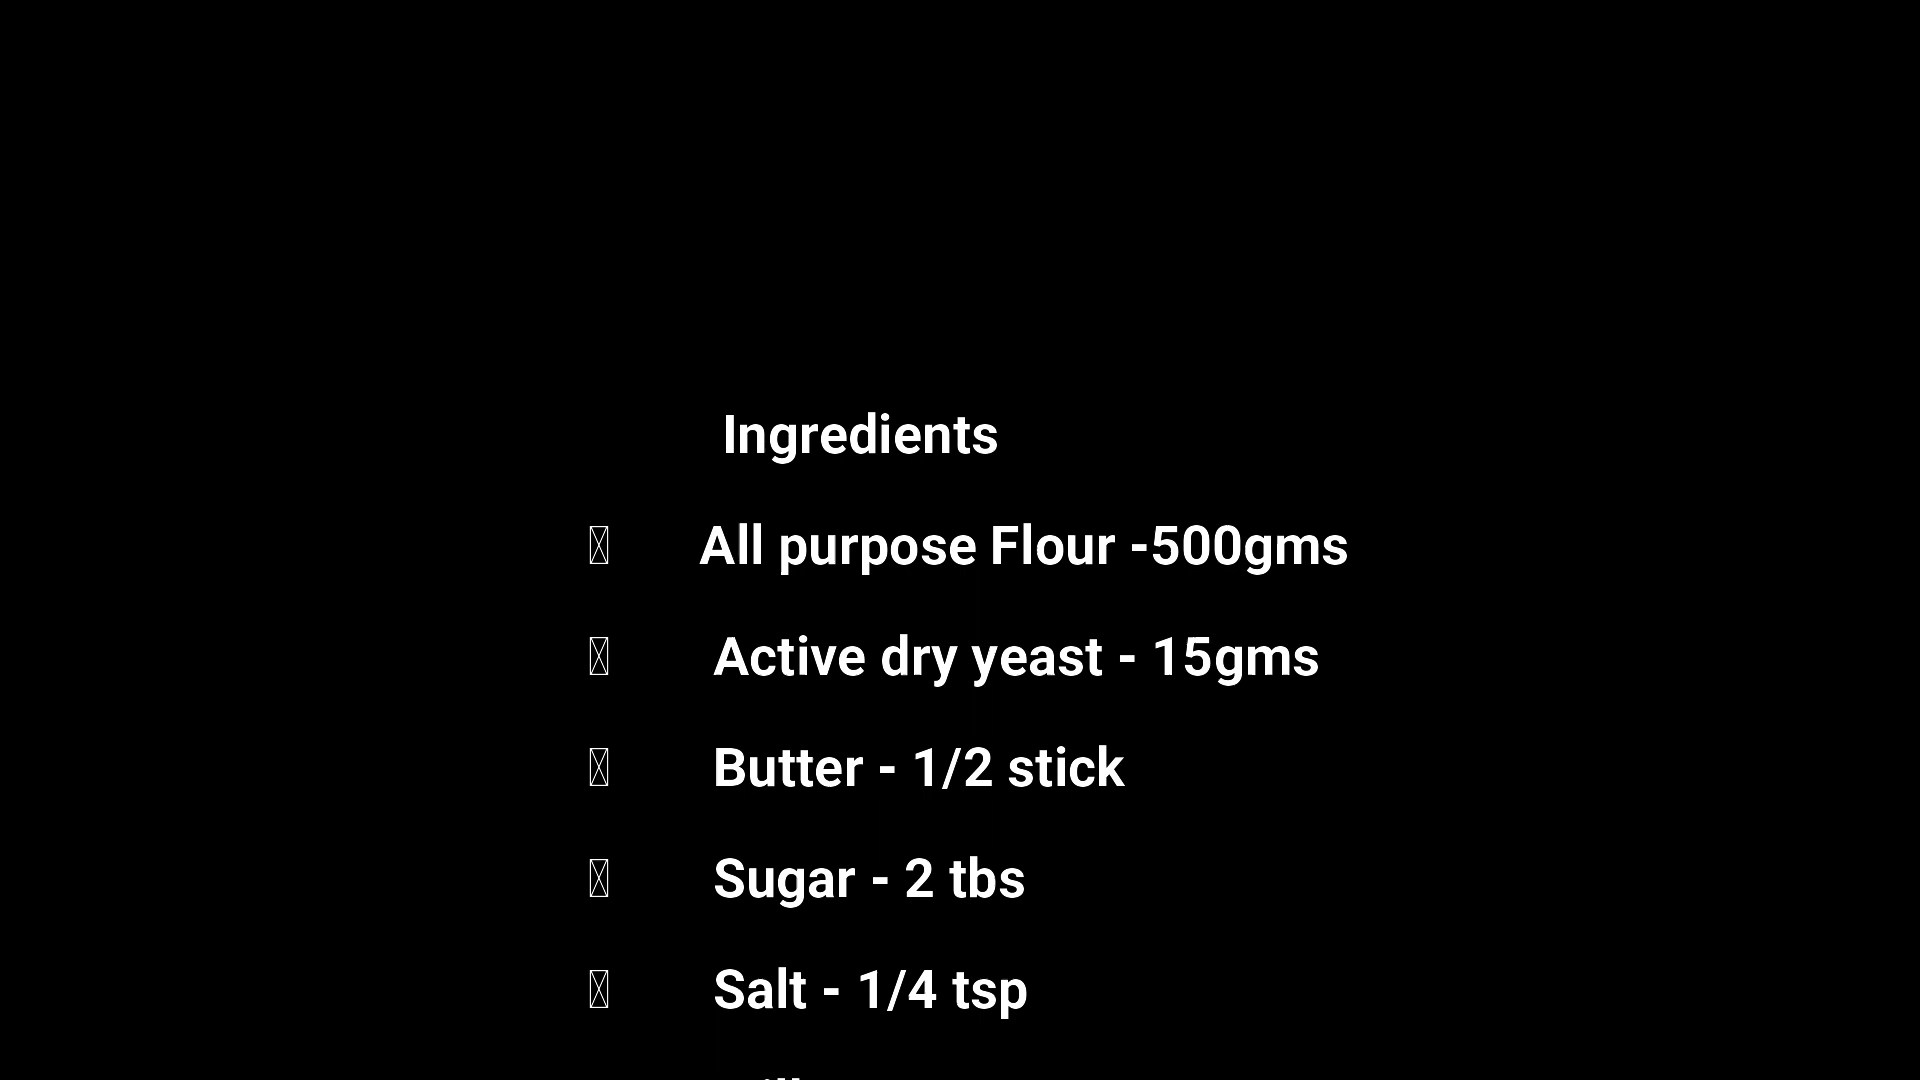 Ingredients
All purpose Flour -500gms
Active dry yeast - 15gms
Butter - 1/2 stick
Sugar - 2 tbs
Salt - 1/4 tsp